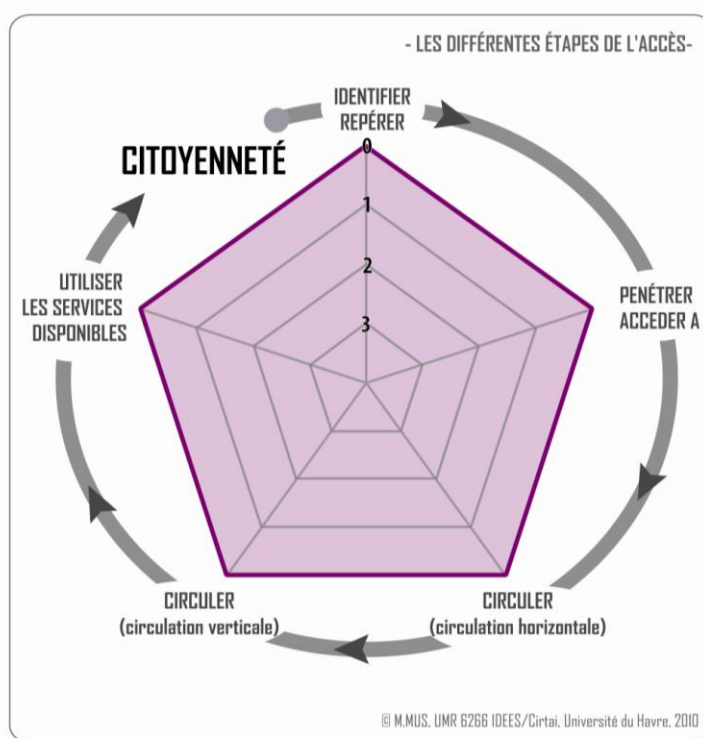 - LES DIFFÉRENTES ÉTAPES DE L'ACCÈS-
IDENTIFIER
REPÉRER
CITOYENNETÉ
0
1
2
3
UTILISER
LES SERVICES
DISPONIBLES
PENÉTRER
ACCEDER A
CIRCULER
(circulation verticale)
CIRCULER
(circulation horizontale)
© M.MUS, UMR 6266 IDEES/Cirtai, Université du Havre, 2010